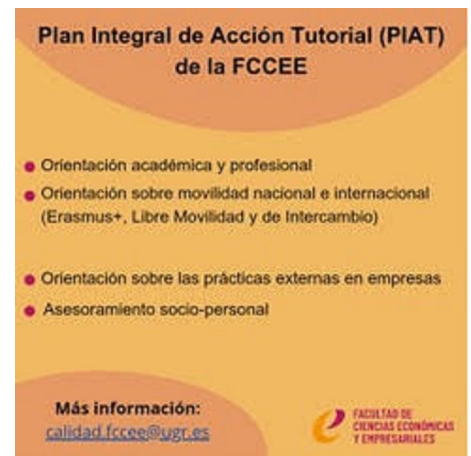 Plan Integral de Acción Tutorial (PIAT)
de la FCCEE
Orientación académica y profesional
Orientación sobre movilidad nacional e internacional
(Erasmus+, Libre Movilidad y de Intercambio)
Orientación sobre las prácticas externas en empresas
Asesoramiento socio-personal
Más información:
calidad.fccee@ugr.es
FACULTAD DE
CIENCIAS ECONÓMICAS
Y EMPRESARIALES